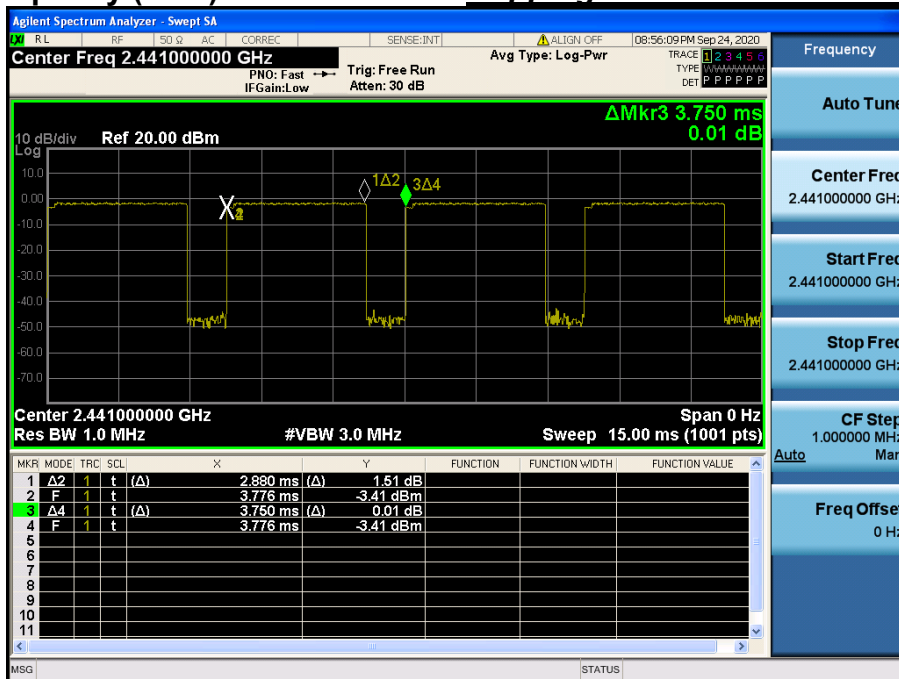 Agilent Spectrum Analyzer - Swept SA
LXI RL RF 50 Ω AC CORREC SENSE:INT ALIGN OFF 08:56:09 PM Sep 24, 2020
Center Freq 2.441000000 GHz
PNO: Fast
IFGain:Low
Trig: Free Run
Atten: 30 dB
Avg Type: Log-Pwr
TRACE 1 2 3 4 5 6
TYPE
DET P P P P P P
ΔMkr3 3.750 ms
0.01 dB
10 dB/div Ref 20.00 dBm
Log
10.0
0.00
-10.0
-20.0
-30.0
-40.0
-50.0
-60.0
-70.0
1Δ2
3Δ4
Center 2.441000000 GHz Span 0 Hz
Res BW 1.0 MHz #VBW 3.0 MHz Sweep 15.00 ms (1001 pts)
MKR MODE TRC SCL X Y FUNCTION FUNCTION WIDTH FUNCTION VALUE
1 Δ2 1 t (Δ) 2.880 ms (Δ) 1.51 dB
2 F 1 t 3.776 ms -3.41 dBm
3 Δ4 1 t (Δ) 3.750 ms (Δ) 0.01 dB
4 F 1 t 3.776 ms -3.41 dBm
5
6
7
8
9
10
11
MSG STATUS
Frequency
Auto Tune
Center Freq
2.441000000 GHz
Start Freq
2.441000000 GHz
Stop Freq
2.441000000 GHz
CF Step
1.000000 MHz
Auto Man
Freq Offset
0 Hz